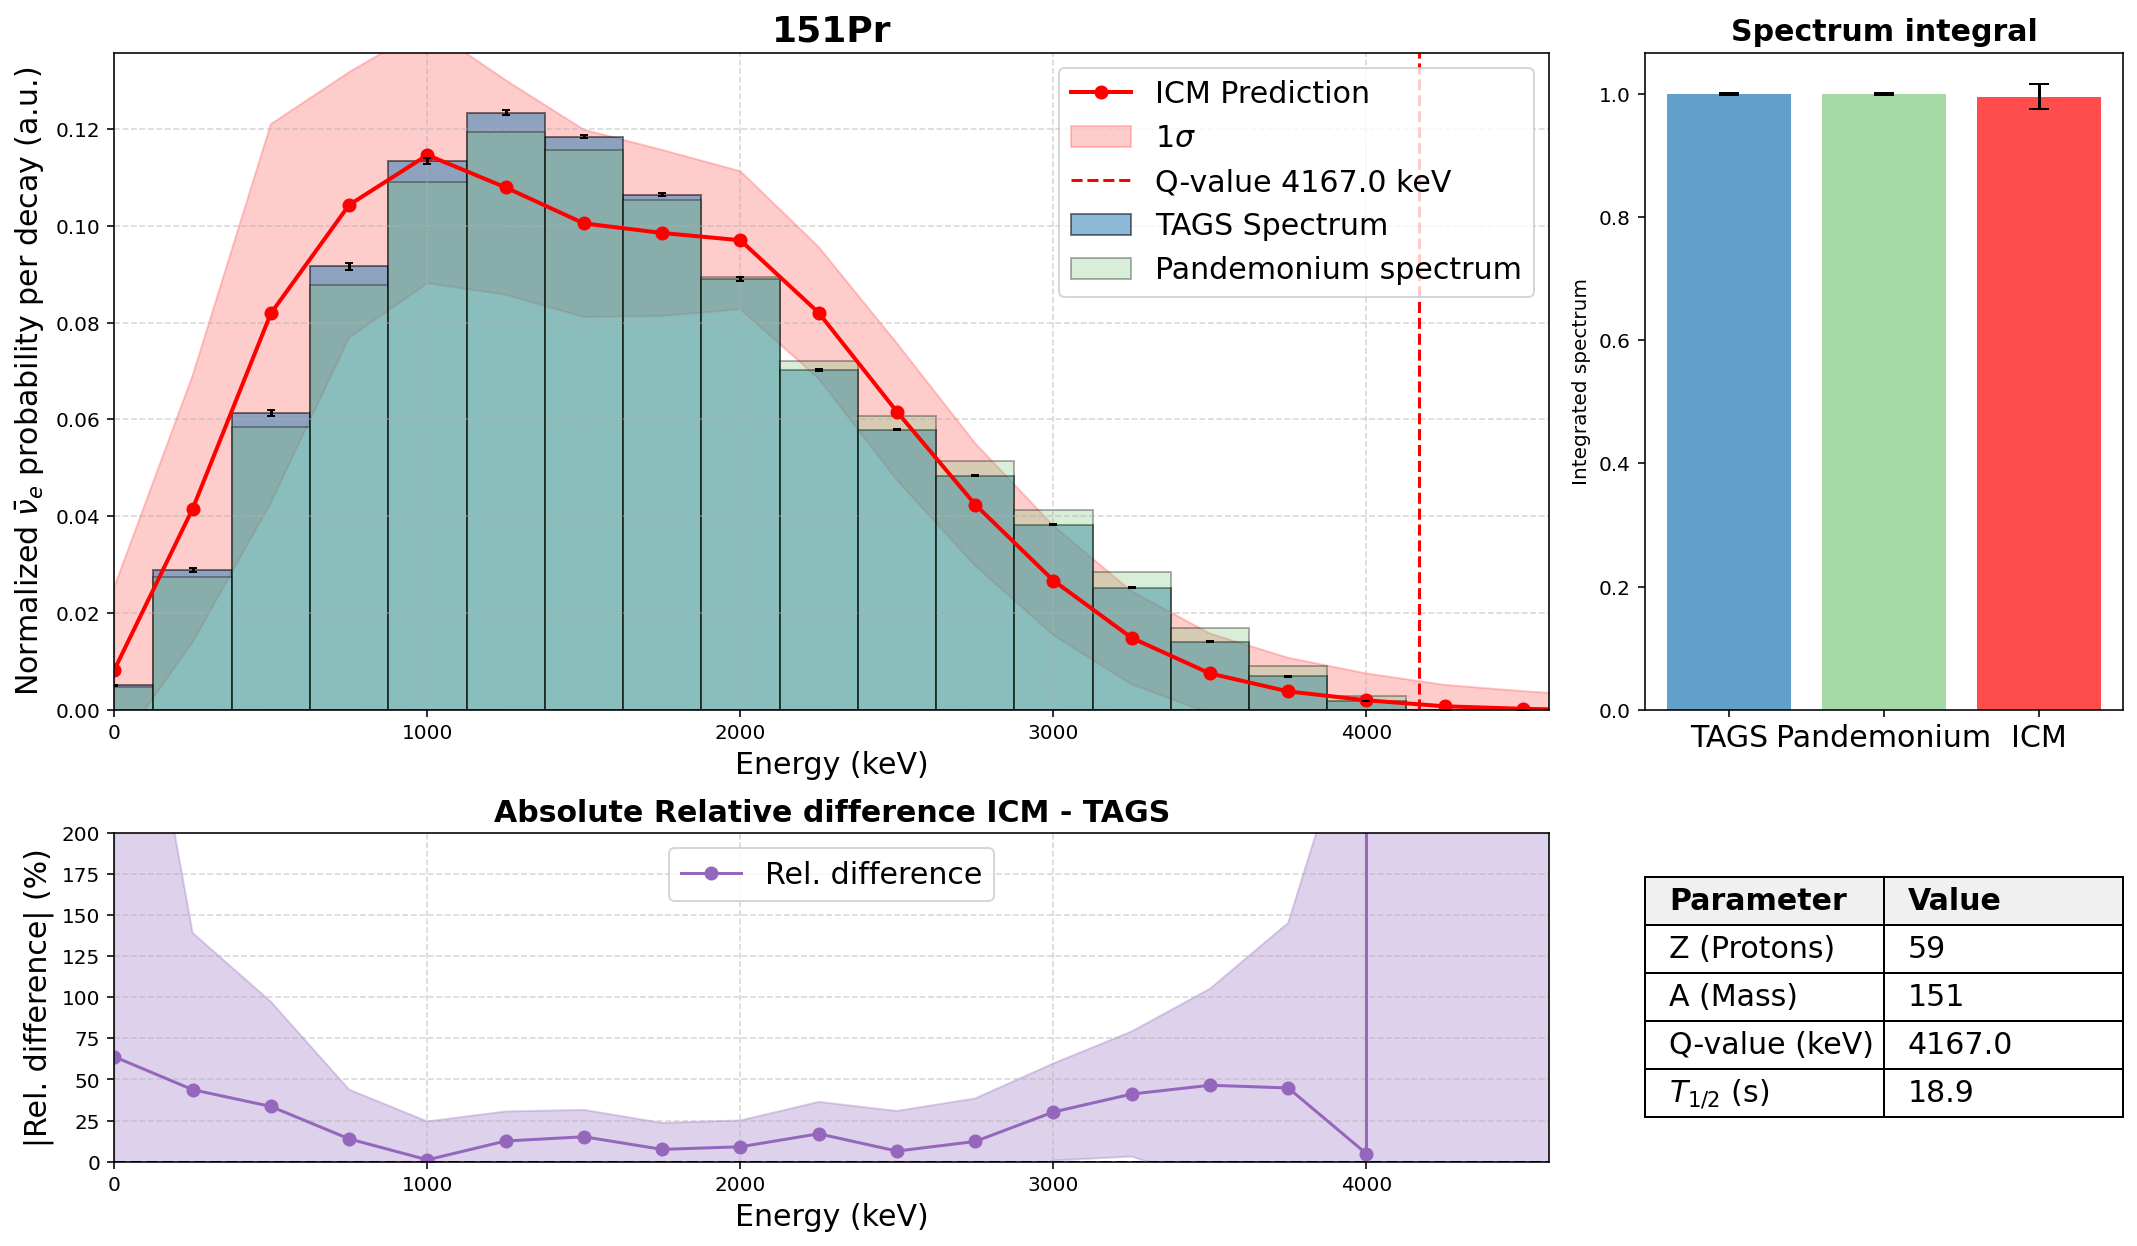 151Pr
Normalized ν̄_e probability per decay (a.u.)
0.12
0.10
0.08
0.06
0.04
0.02
0.00
ICM Prediction
1σ
Q-value 4167.0 keV
TAGS Spectrum
Pandemonium spectrum
0 1000 2000 3000 4000
Energy (keV)
Spectrum integral
Integrated spectrum
1.0
0.8
0.6
0.4
0.2
0.0
TAGS Pandemonium ICM
Absolute Relative difference ICM - TAGS
|Rel. difference| (%)
200
175
150
125
100
75
50
25
0
Rel. difference
0 1000 2000 3000 4000
Energy (keV)
Parameter Value
Z (Protons) 59
A (Mass) 151
Q-value (keV) 4167.0
T_{1/2} (s) 18.9